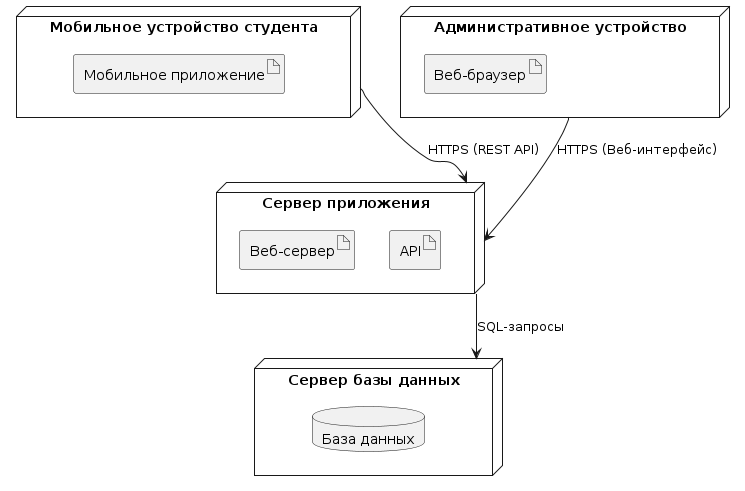 Мобильное устройство студента
Мобильное приложение
Административное устройство
Веб-браузер
HTTPS (REST API)
HTTPS (Веб-интерфейс)
Сервер приложения
Веб-сервер
API
SQL-запросы
Сервер базы данных
База данных